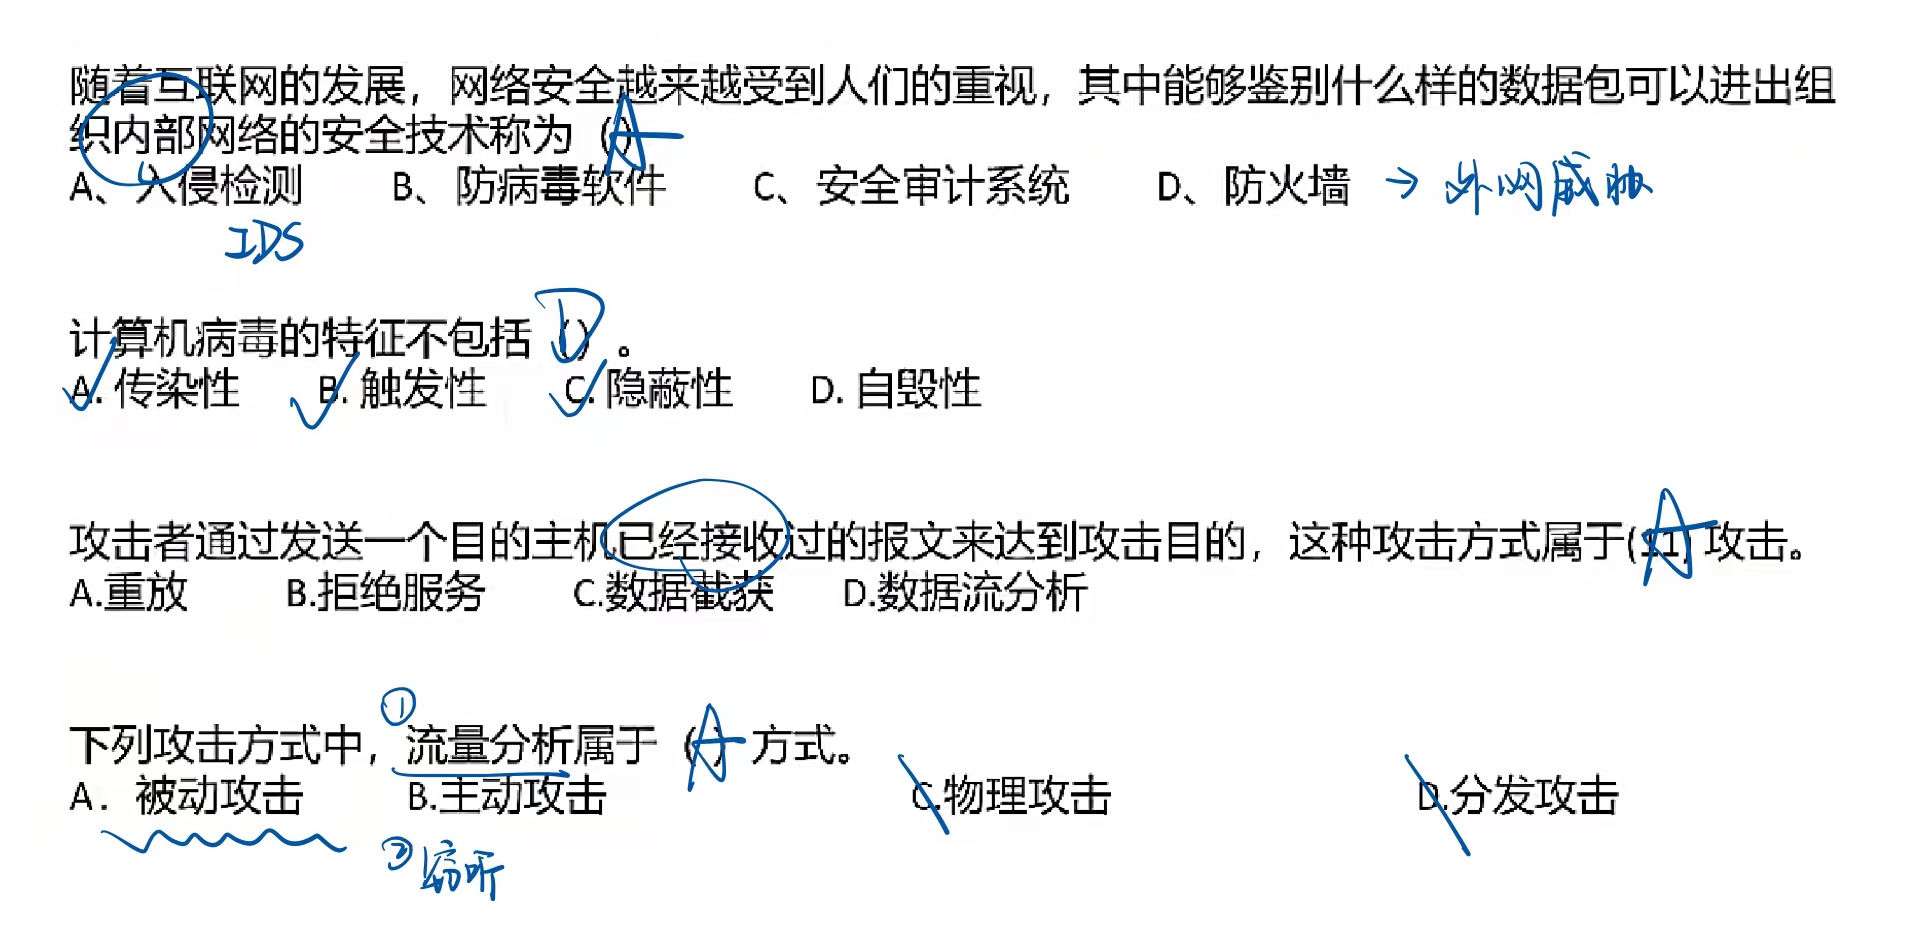 随着互联网的发展，网络安全越来越受到人们的重视，其中能够鉴别什么样的数据包可以进出组
织内部网络的安全技术称为（）A
A、入侵检测 B、防病毒软件 C、安全审计系统 D、防火墙 → 外网威胁
IDS
计算机病毒的特征不包括（）。D
A. 传染性 B. 触发性 C. 隐蔽性 D. 自毁性
攻击者通过发送一个目的主机已经接收过的报文来达到攻击目的，这种攻击方式属于(11)攻击。A
A.重放 B.拒绝服务 C.数据截获 D.数据流分析
①
下列攻击方式中，流量分析属于（）方式。A
A．被动攻击 B.主动攻击 C.物理攻击 D.分发攻击
②窃听